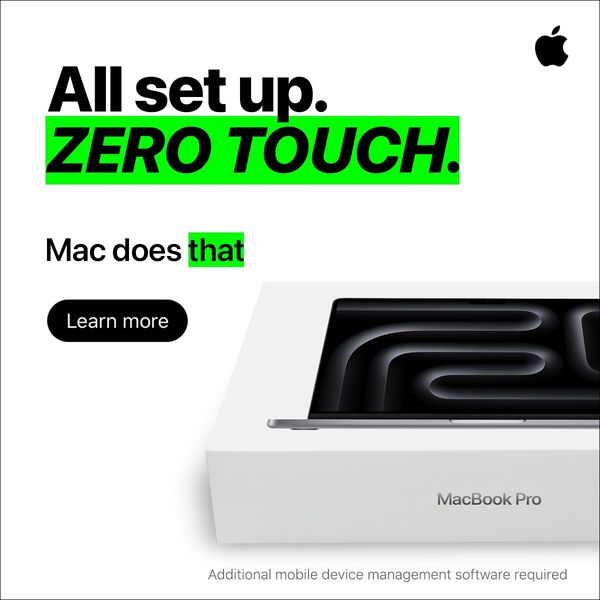 All set up.
ZERO TOUCH.
Mac does that
Learn more
MacBook Pro
Additional mobile device management software required